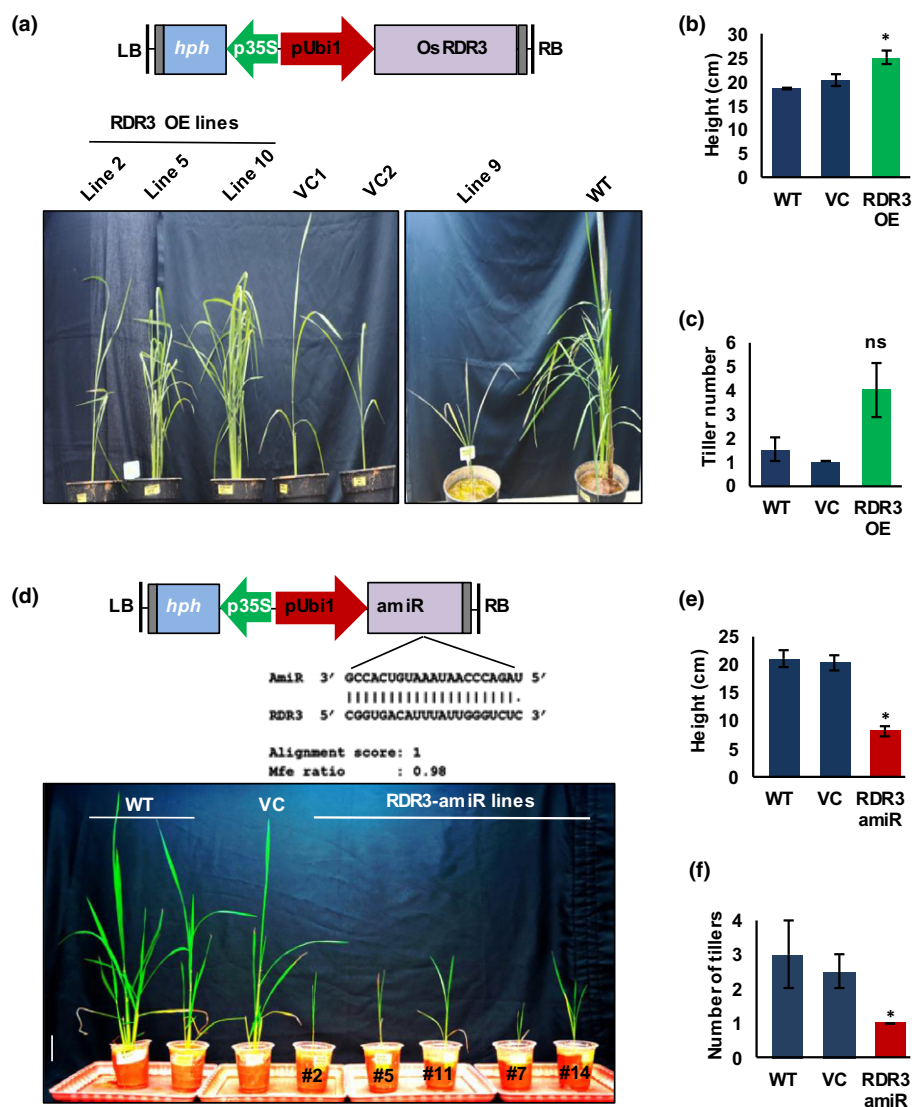 (a)
LB hph p35S pUbi1 OsRDR3 RB
RDR3 OE lines
Line 2 Line 5 Line 10 VC1 VC2 Line 9 WT
(b)
Height (cm)
30
25
20
15
10
5
0
*
WT VC RDR3
OE
(c)
Tiller number
6
5
4
3
2
1
0
ns
WT VC RDR3
OE
(d)
LB hph p35S pUbi1 amiR RB
AmiR 3′ GCCACUGUAAAUAACCCAGAU 5′
||||||||||||||||||||.
RDR3 5′ CGGUGACAUUUAUUGGGUCUC 3′
Alignment score: 1
Mfe ratio : 0.98
WT VC RDR3-amiR lines
#2 #5 #11 #7 #14
(e)
Height (cm)
25
20
15
10
5
0
*
WT VC RDR3
amiR
(f)
Number of tillers
4
3
2
1
0
*
WT VC RDR3
amiR